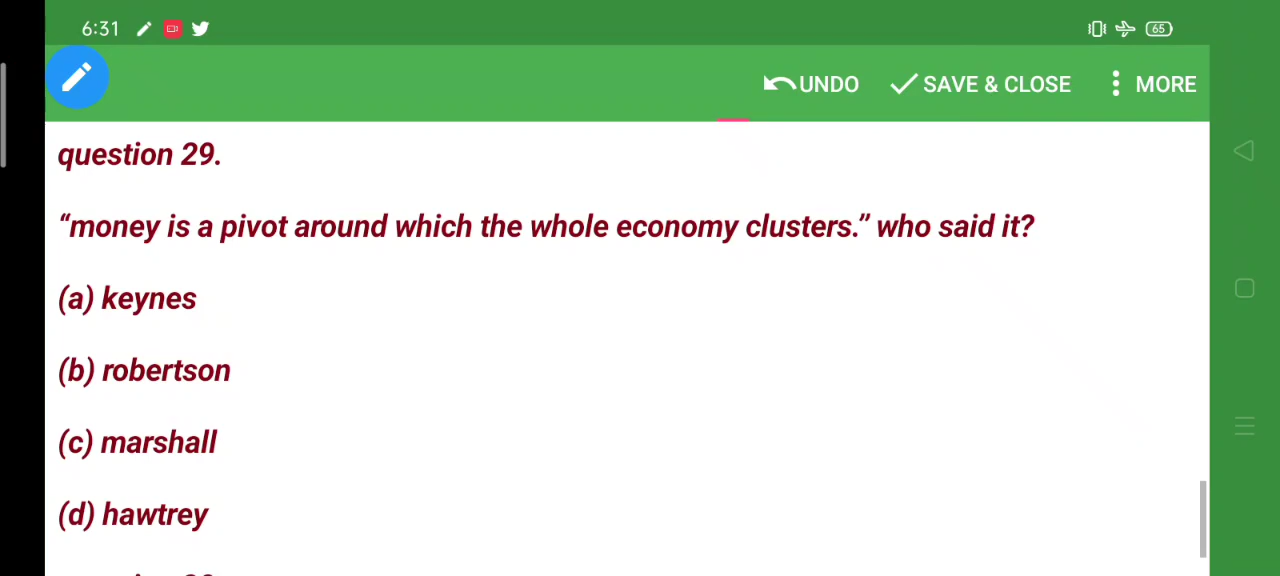 6:31
65
UNDO
SAVE & CLOSE
MORE
question 29.
“money is a pivot around which the whole economy clusters.” who said it?
(a) keynes
(b) robertson
(c) marshall
(d) hawtrey